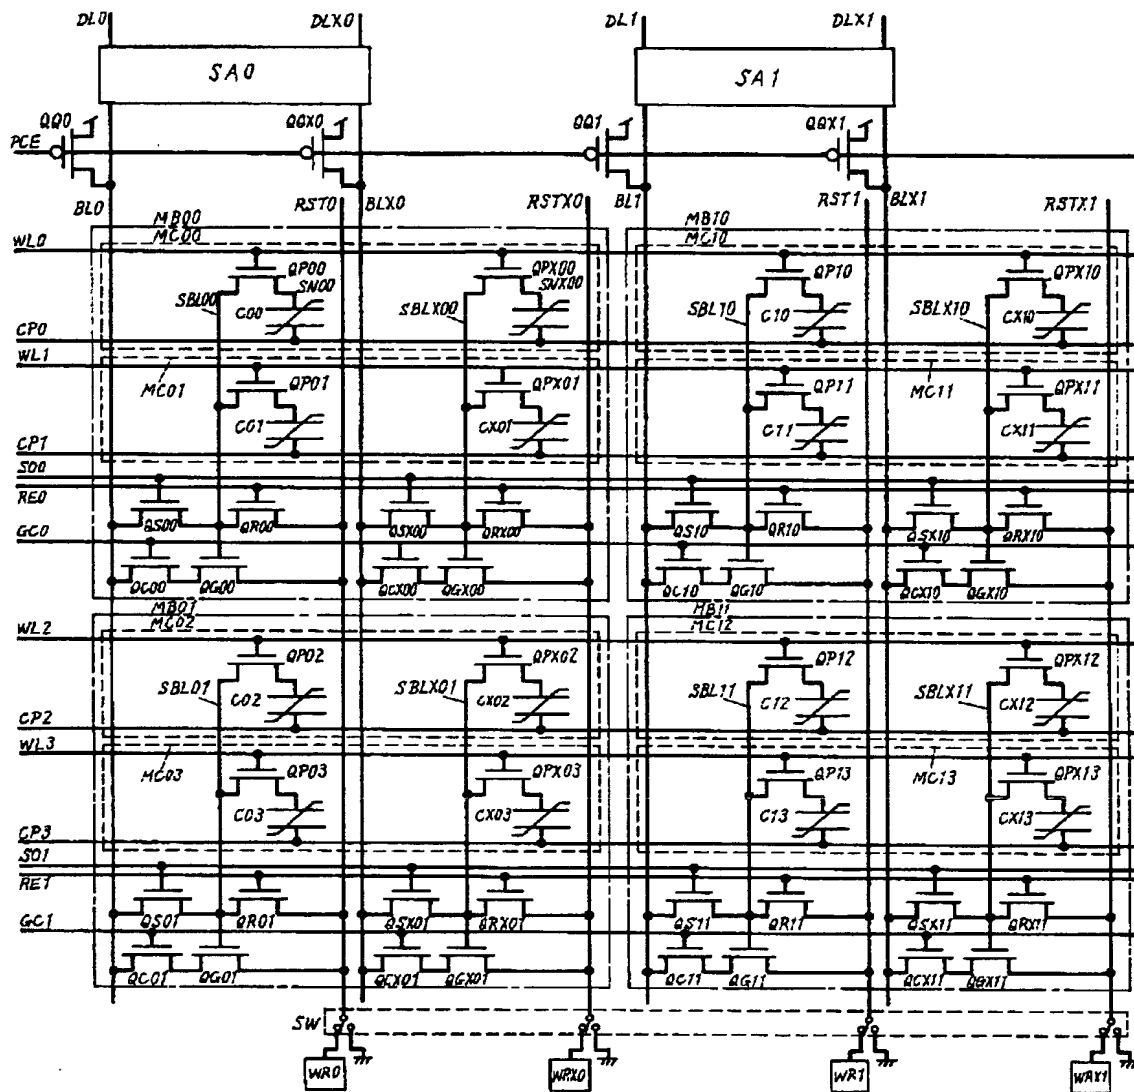 DL0 DLX0 DL1 DLX1
SA0 SA1
QQ0 QGX0 QQ1 QQX1
PCE
BL0 RST0 BLX0 RSTX0 BL1 RST1 BLX1 RSTX1
MB00 MB10
MC00 MC10
WL0
QP00 QPX00 QP10 QPX10
SN00 SNX00
SBL00 C00 SBLX00 SBL10 C10 SBLX10 CX10
CP0
WL1
MC01 QP01 QPX01 QP11 MC11 QPX11
C01 CX01 C11 CX11
CP1
S00
RE0
QS00 QR00 QSX00 QRX00 QS10 QR10 QSX10 QRX10
GC0
QC00 QG00 QCX00 QGX00 QC10 QG10 QCX10 QGX10
MB01 MB11
MC02 MC12
WL2
QP02 QPX02 QP12 QPX12
SBL01 C02 SBLX01 CX02 SBL11 C12 SBLX11 CX12
CP2
WL3
MC03 QP03 QPX03 QP13 MC13 QPX13
C03 CX03 C13 CX13
CP3
S01
RE1
QS01 QR01 QSX01 QRX01 QS11 QR11 QSX11 QRX11
GC1
QC01 QG01 QCX01 QGX01 QC11 QG11 QCX11 QGX11
SW
WR0 WRX0 WR1 WRX1